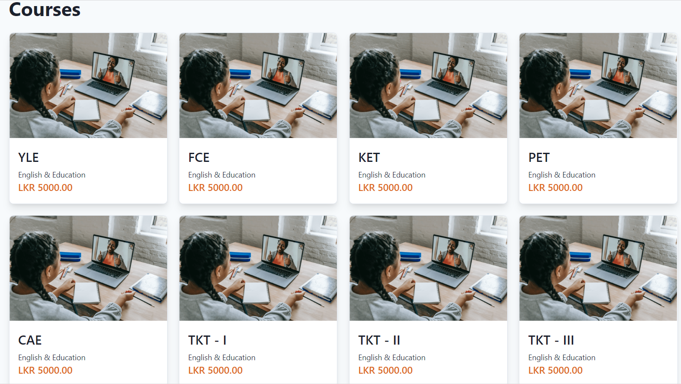 Courses
YLE
English & Education
LKR 5000.00
FCE
English & Education
LKR 5000.00
KET
English & Education
LKR 5000.00
PET
English & Education
LKR 5000.00
CAE
English & Education
LKR 5000.00
TKT - I
English & Education
LKR 5000.00
TKT - II
English & Education
LKR 5000.00
TKT - III
English & Education
LKR 5000.00